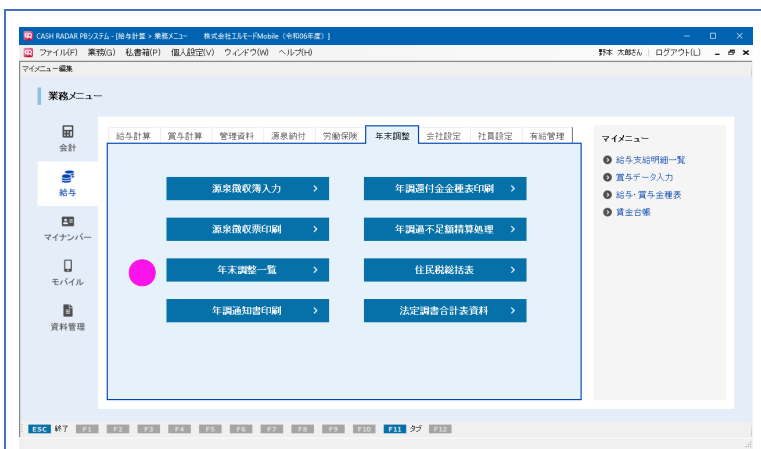 CASH RADAR PBシステム - [給与計算 > 業務メニュー　株式会社エルモードMobile（令和06年度）]
ファイル(F) 業務(G) 私書箱(P) 個人設定(V) ウィンドウ(W) ヘルプ(H) 野本 太郎さん | ログアウト(L)
マイメニュー編集
業務メニュー
給与計算 賞与計算 管理資料 源泉納付 労働保険 年末調整 会社設定 社員設定 有給管理
会計
給与
マイナンバー
モバイル
資料管理
源泉徴収簿入力
年調還付金金種表印刷
源泉徴収票印刷
年調過不足額精算処理
年末調整一覧
住民税総括表
年調通知書印刷
法定調書合計表資料
マイメニュー
給与支給明細一覧
賞与データ入力
給与・賞与金種表
賃金台帳
ESC 終了 F1 F2 F3 F4 F5 F6 F7 F8 F9 F10 F11 タブ F12